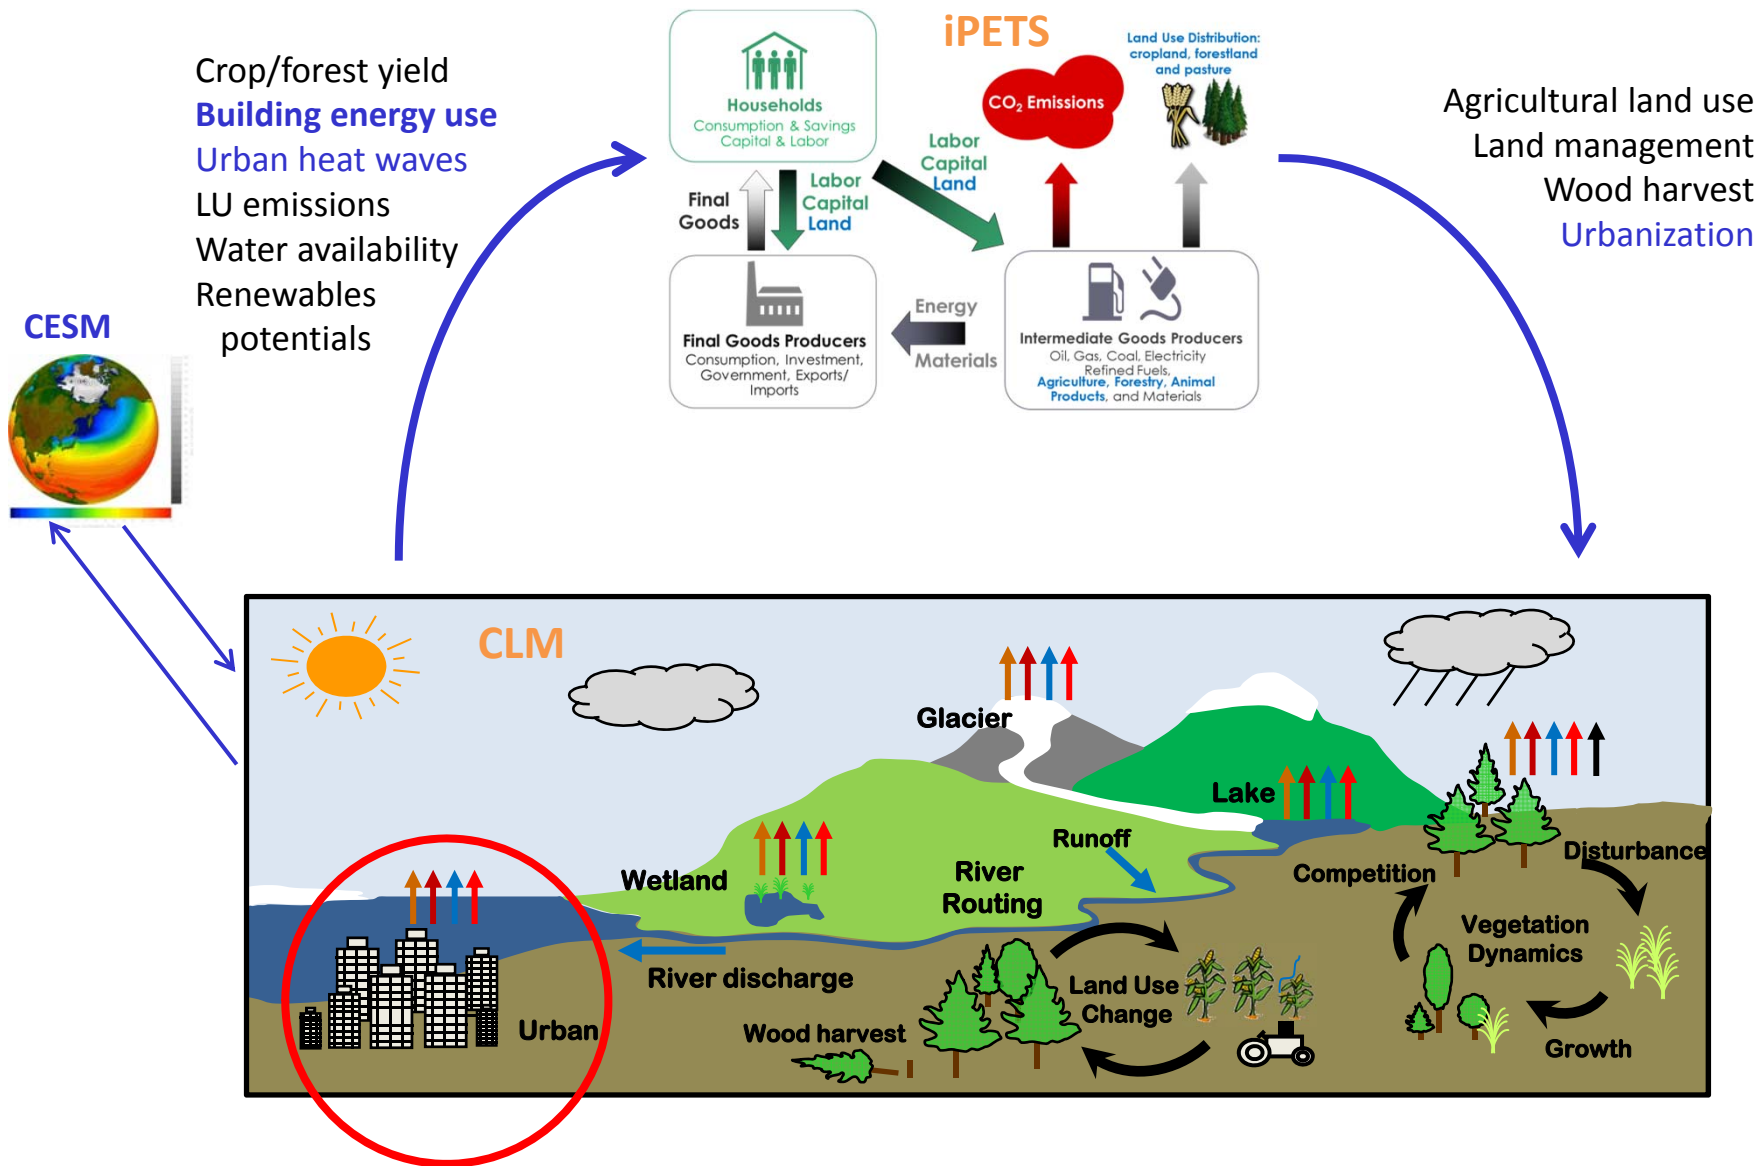 iPETS
Crop/forest yield
Building energy use
Urban heat waves
LU emissions
Water availability
Renewables
potentials
Households
Consumption & Savings
Capital & Labor
CO2 Emissions
Land Use Distribution:
cropland, forestland
and pasture
Final
Goods
Labor
Capital
Land
Labor
Capital
Land
Final Goods Producers
Consumption, Investment,
Government, Exports/
Imports
Energy
Materials
Intermediate Goods Producers
Oil, Gas, Coal, Electricity
Refined Fuels,
Agriculture, Forestry, Animal
Products, and Materials
Agricultural land use
Land management
Wood harvest
Urbanization
CESM
CLM
Glacier
Lake
Runoff
Wetland
River
Routing
River discharge
Urban
Wood harvest
Land Use
Change
Competition
Disturbance
Vegetation
Dynamics
Growth